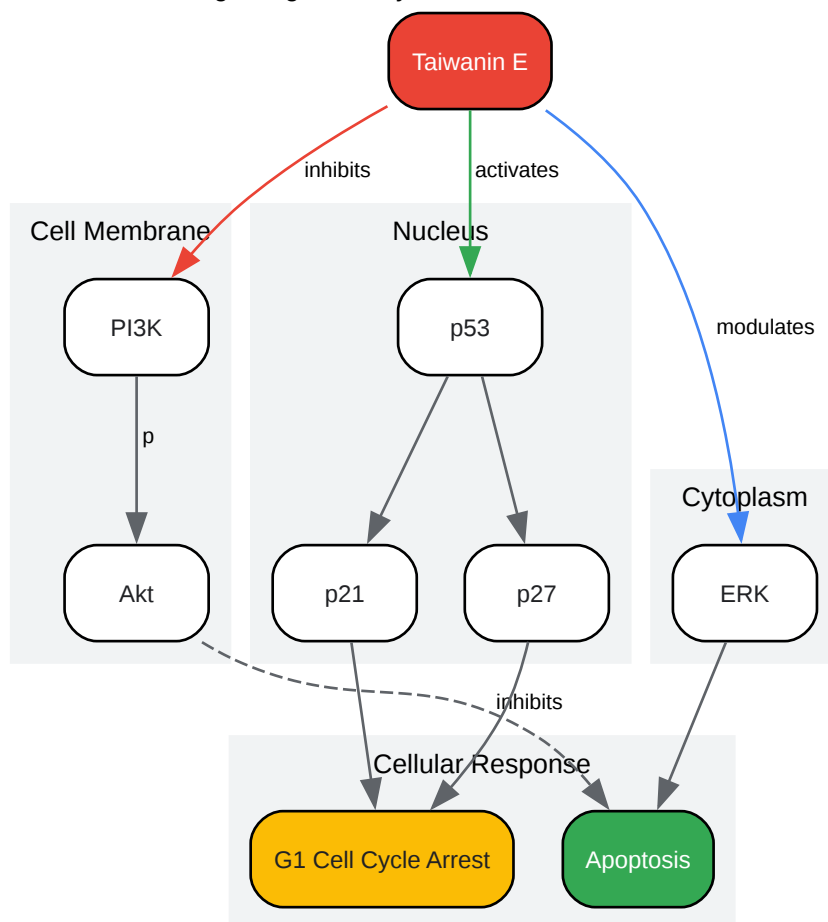 Taiwanin E
inhibits
activates
Cell Membrane
Nucleus
PI3K
p53
modulates
p
Cytoplasm
Akt
p21
p27
ERK
inhibits
Cellular Response
G1 Cell Cycle Arrest
Apoptosis